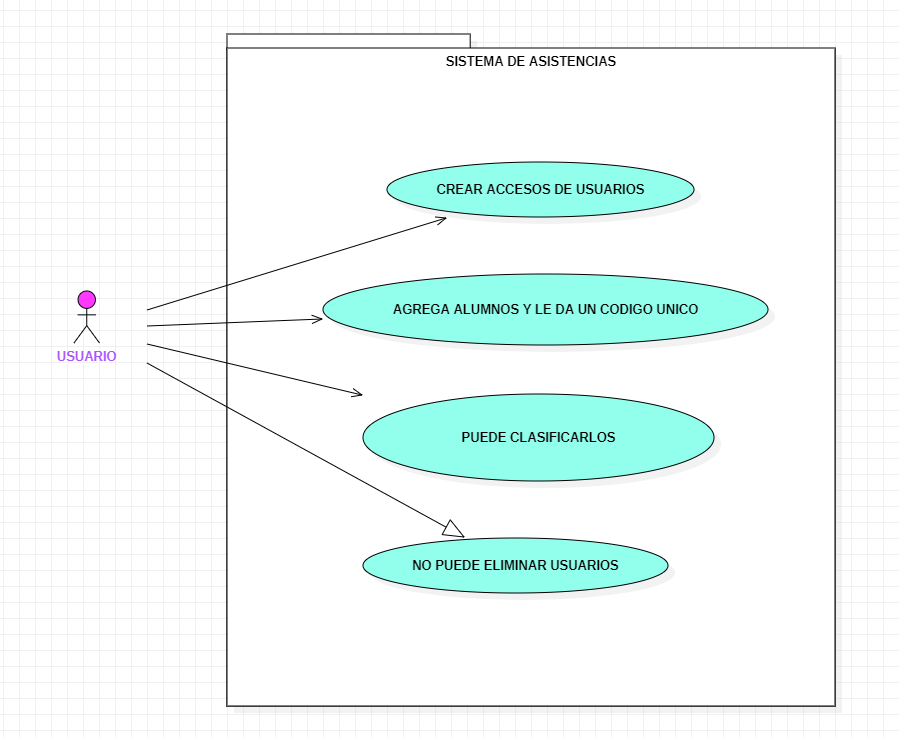 SISTEMA DE ASISTENCIAS
CREAR ACCESOS DE USUARIOS
AGREGA ALUMNOS Y LE DA UN CODIGO UNICO
USUARIO
PUEDE CLASIFICARLOS
NO PUEDE ELIMINAR USUARIOS